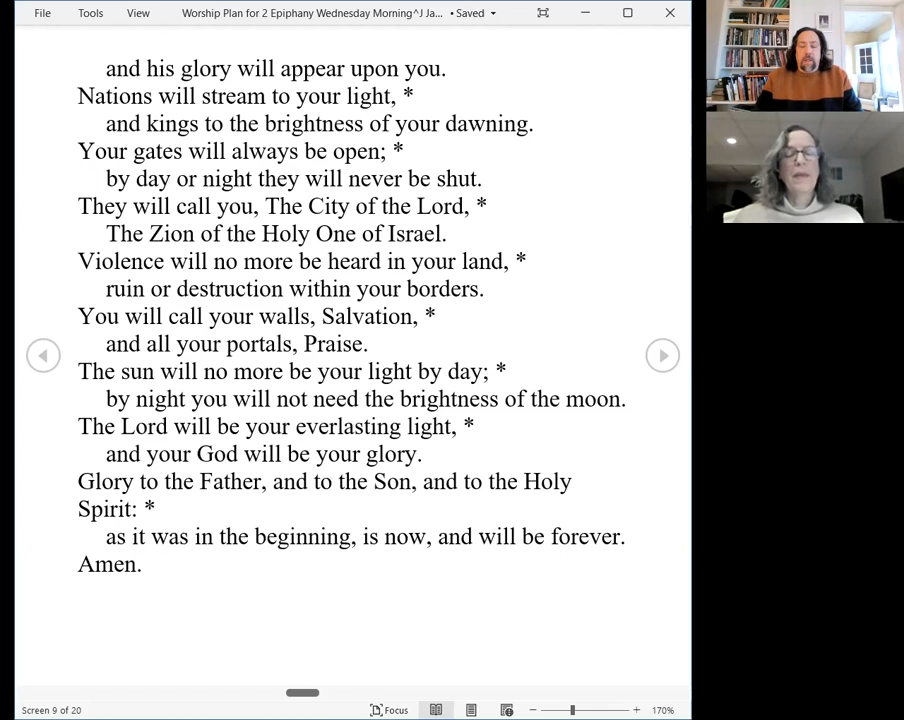 File Tools View Worship Plan for 2 Epiphany Wednesday Morning^J Ja... • Saved
and his glory will appear upon you.
Nations will stream to your light, *
and kings to the brightness of your dawning.
Your gates will always be open; *
by day or night they will never be shut.
They will call you, The City of the Lord, *
The Zion of the Holy One of Israel.
Violence will no more be heard in your land, *
ruin or destruction within your borders.
You will call your walls, Salvation, *
and all your portals, Praise.
The sun will no more be your light by day; *
by night you will not need the brightness of the moon.
The Lord will be your everlasting light, *
and your God will be your glory.
Glory to the Father, and to the Son, and to the Holy
Spirit: *
as it was in the beginning, is now, and will be forever.
Amen.
Screen 9 of 20 Focus 170%